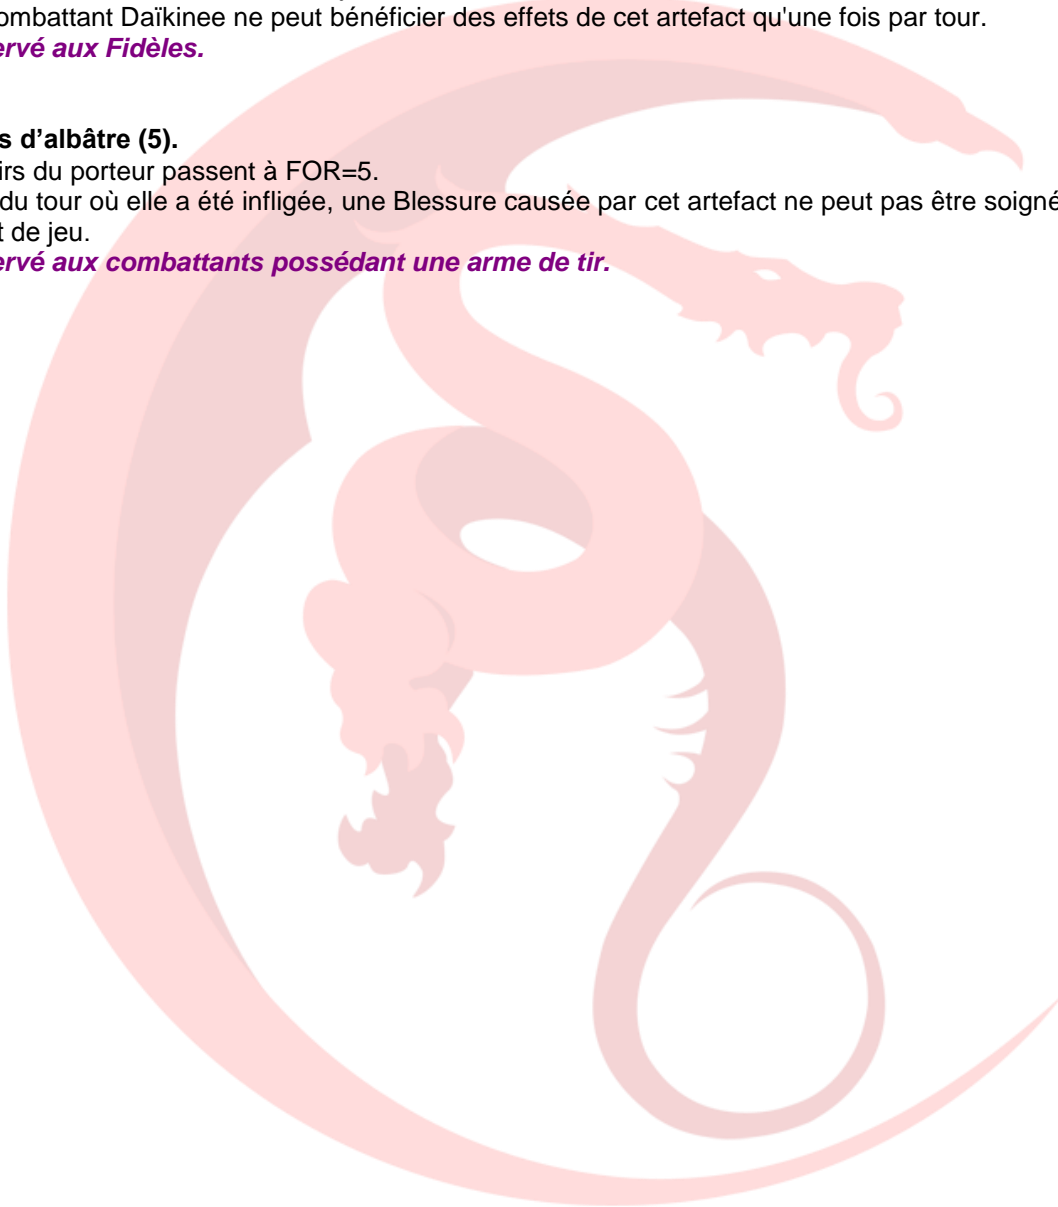 ombattant Daïkinee ne peut bénéficier des effets de cet artefact qu'une fois par tour.
ervé aux Fidèles.
s d’albâtre (5).
irs du porteur passent à FOR=5.
du tour où elle a été infligée, une Blessure causée par cet artefact ne peut pas être soigné
t de jeu.
ervé aux combattants possédant une arme de tir.